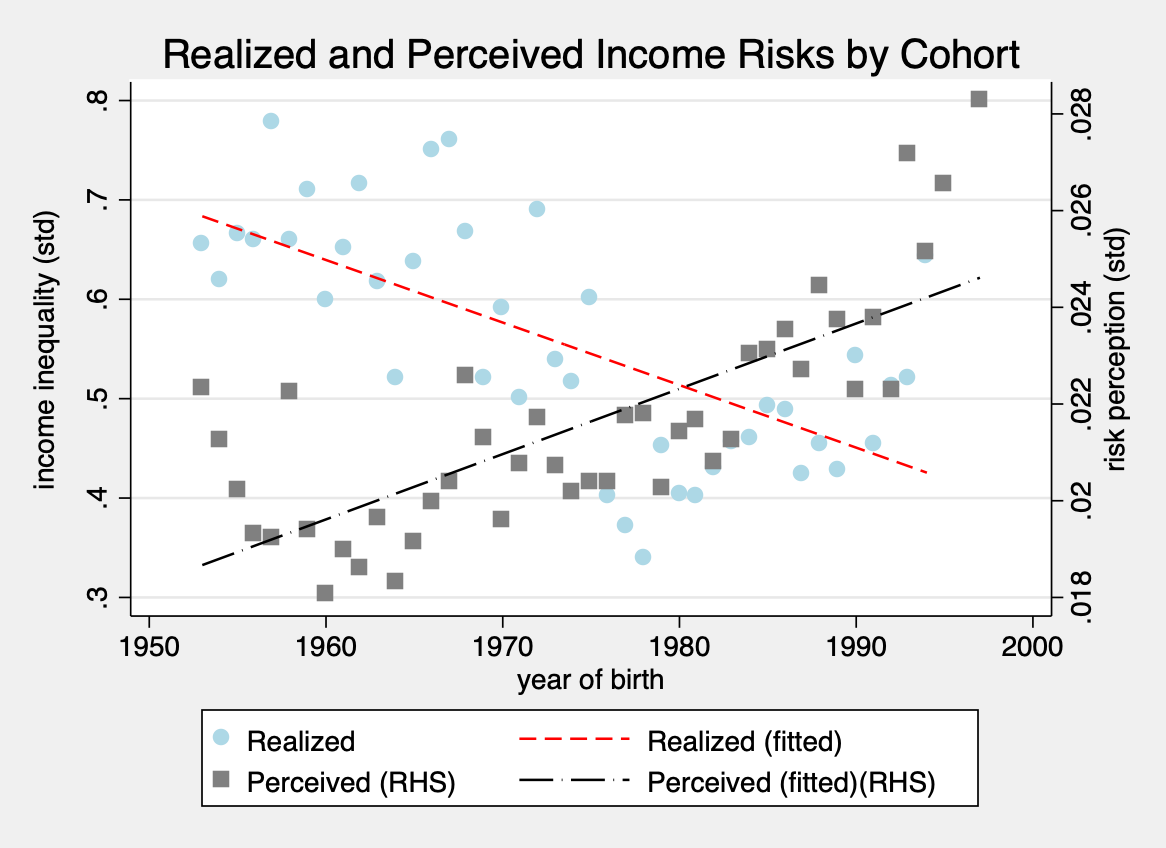 Realized and Perceived Income Risks by Cohort
.8
.7
.6
.5
.4
.3
income inequality (std)
.028
.026
.024
.022
.02
.018
risk perception (std)
1950 1960 1970 1980 1990 2000
year of birth
Realized Realized (fitted)
Perceived (RHS) Perceived (fitted)(RHS)